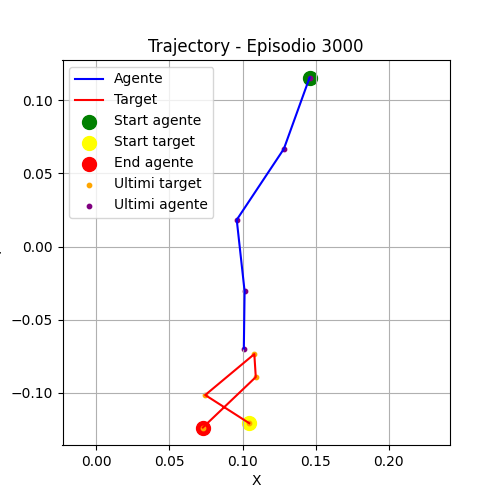 Trajectory - Episodio 3000
Agente
Target
Start agente
Start target
End agente
Ultimi target
Ultimi agente
0.10
0.05
0.00
−0.05
−0.10
0.00 0.05 0.10 0.15 0.20
X